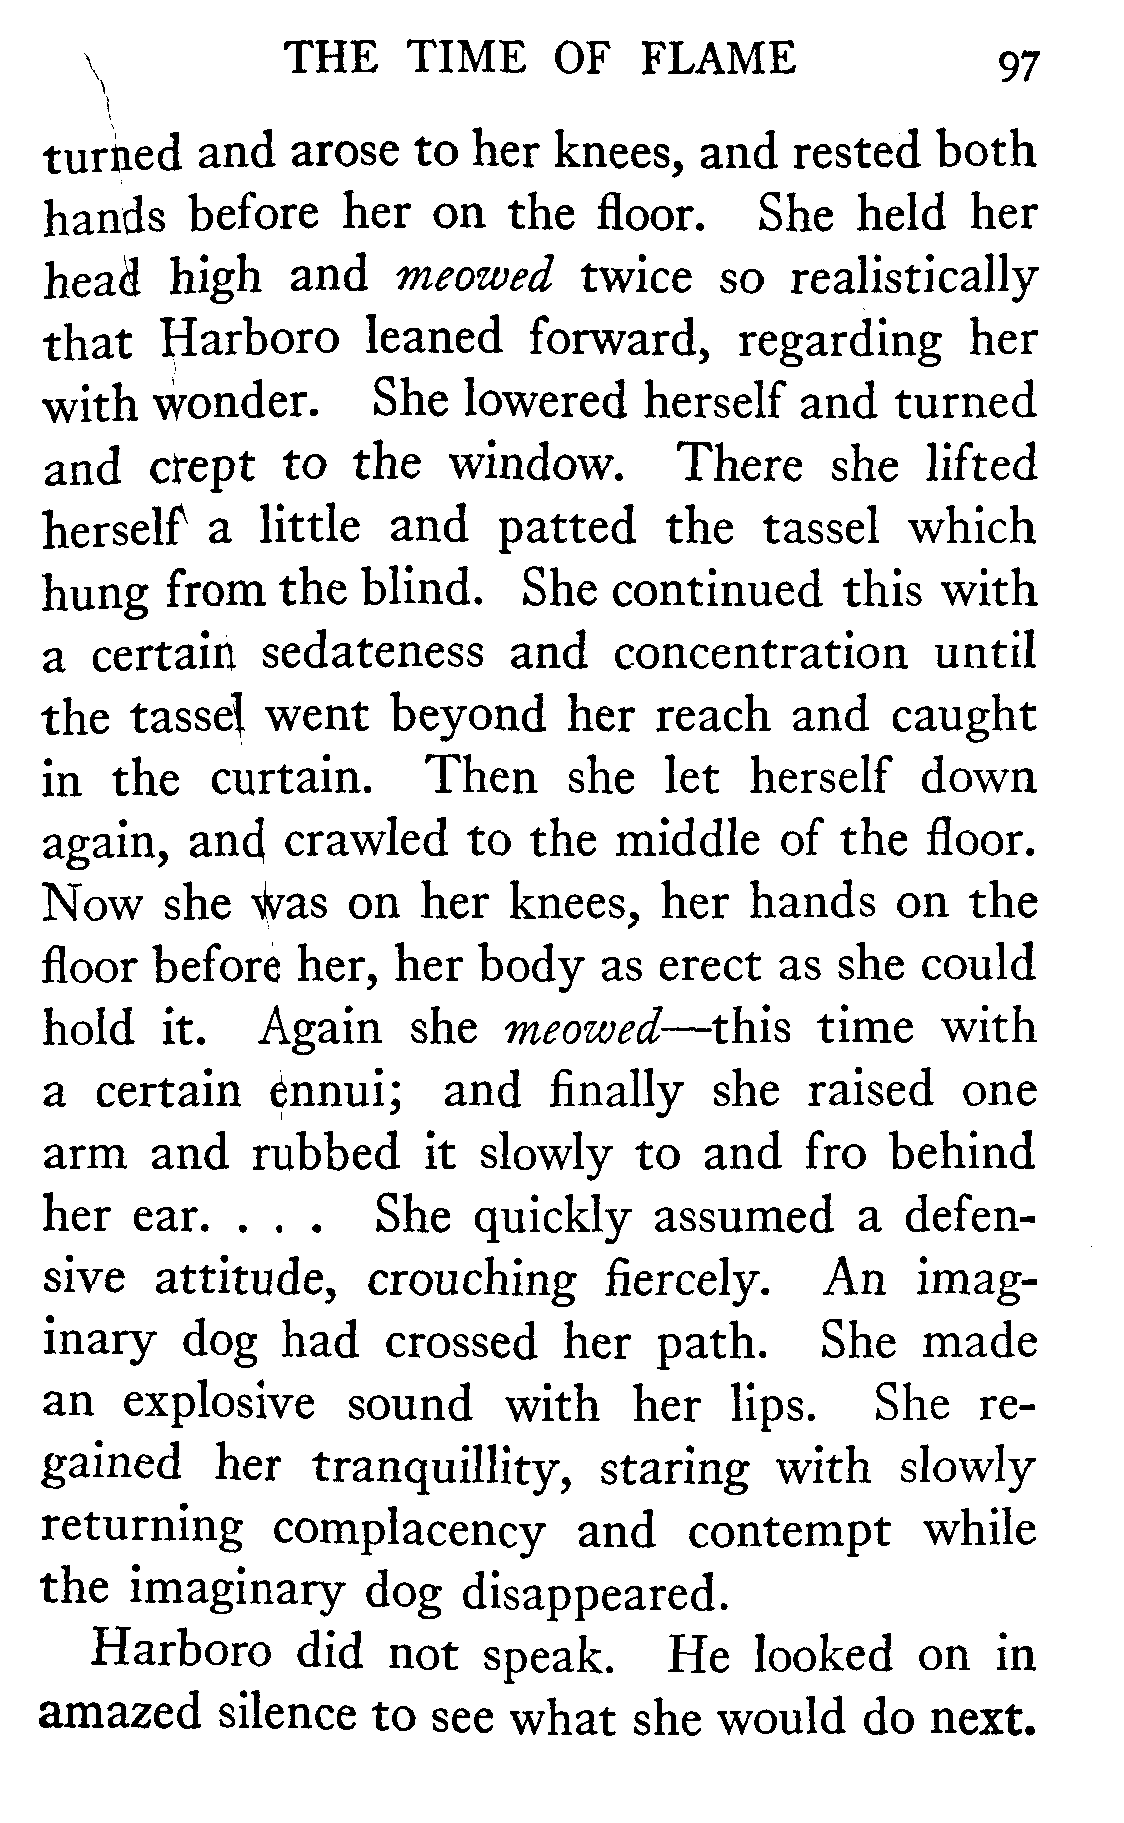 THE TIME OF FLAME 97
turned and arose to her knees, and rested both
hands before her on the floor. She held her
head high and meowed twice so realistically
that Harboro leaned forward, regarding her
with wonder. She lowered herself and turned
and crept to the window. There she lifted
herself a little and patted the tassel which
hung from the blind. She continued this with
a certain sedateness and concentration until
the tassel went beyond her reach and caught
in the curtain. Then she let herself down
again, and crawled to the middle of the floor.
Now she was on her knees, her hands on the
floor before her, her body as erect as she could
hold it. Again she meowed—this time with
a certain ennui; and finally she raised one
arm and rubbed it slowly to and fro behind
her ear. . . . She quickly assumed a defen-
sive attitude, crouching fiercely. An imag-
inary dog had crossed her path. She made
an explosive sound with her lips. She re-
gained her tranquillity, staring with slowly
returning complacency and contempt while
the imaginary dog disappeared.
Harboro did not speak. He looked on in
amazed silence to see what she would do next.